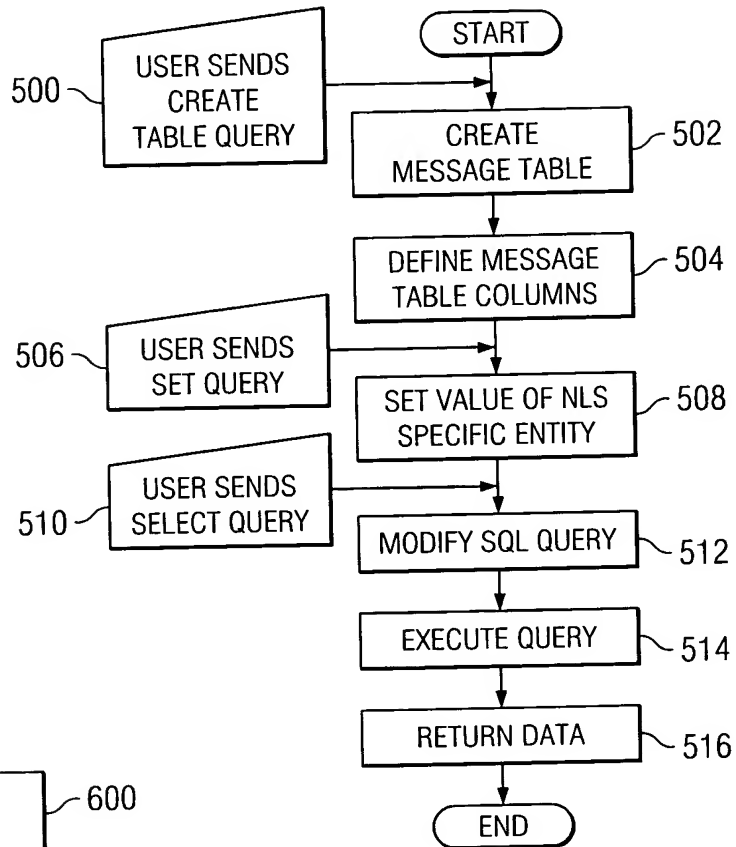 START
500
USER SENDS
CREATE
TABLE QUERY
CREATE
MESSAGE TABLE
502
DEFINE MESSAGE
TABLE COLUMNS
504
506
USER SENDS
SET QUERY
SET VALUE OF NLS
SPECIFIC ENTITY
508
510
USER SENDS
SELECT QUERY
MODIFY SQL QUERY
512
EXECUTE QUERY
514
RETURN DATA
516
600
END